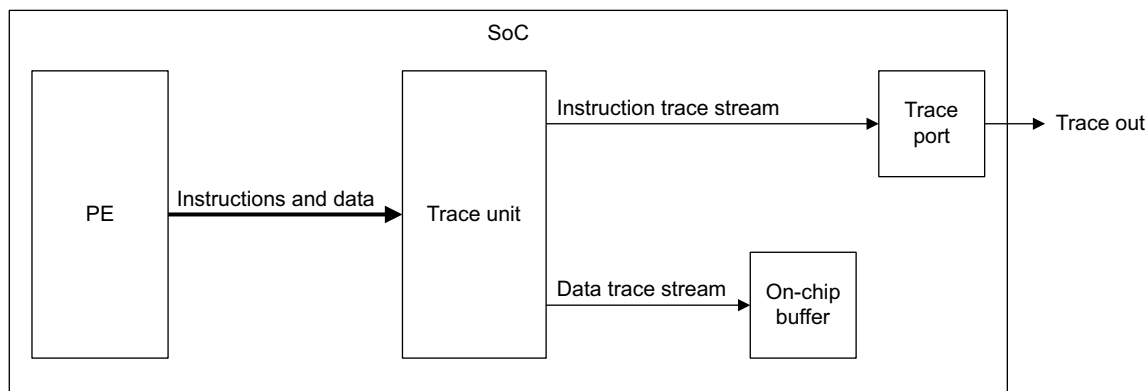 SoC
Instruction trace stream
Trace
port
Trace out
PE
Instructions and data
Trace unit
Data trace stream
On-chip
buffer